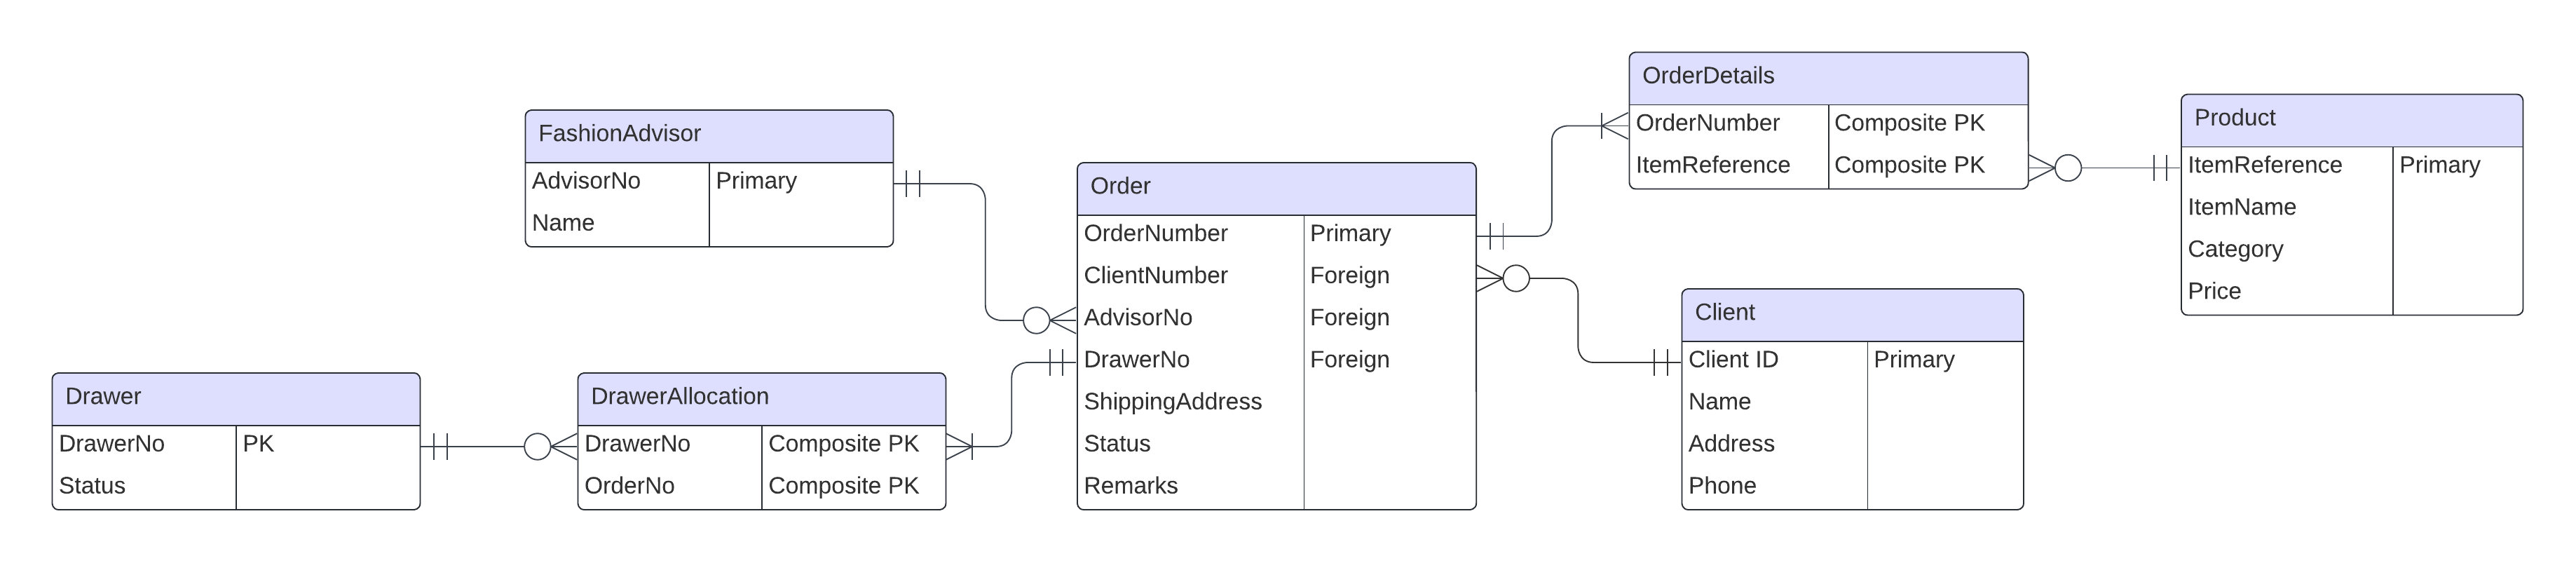 FashionAdvisor
AdvisorNo Primary
Name
Drawer
DrawerNo PK
Status
DrawerAllocation
DrawerNo Composite PK
OrderNo Composite PK
Order
OrderNumber Primary
ClientNumber Foreign
AdvisorNo Foreign
DrawerNo Foreign
ShippingAddress
Status
Remarks
OrderDetails
OrderNumber Composite PK
ItemReference Composite PK
Client
Client ID Primary
Name
Address
Phone
Product
ItemReference Primary
ItemName
Category
Price